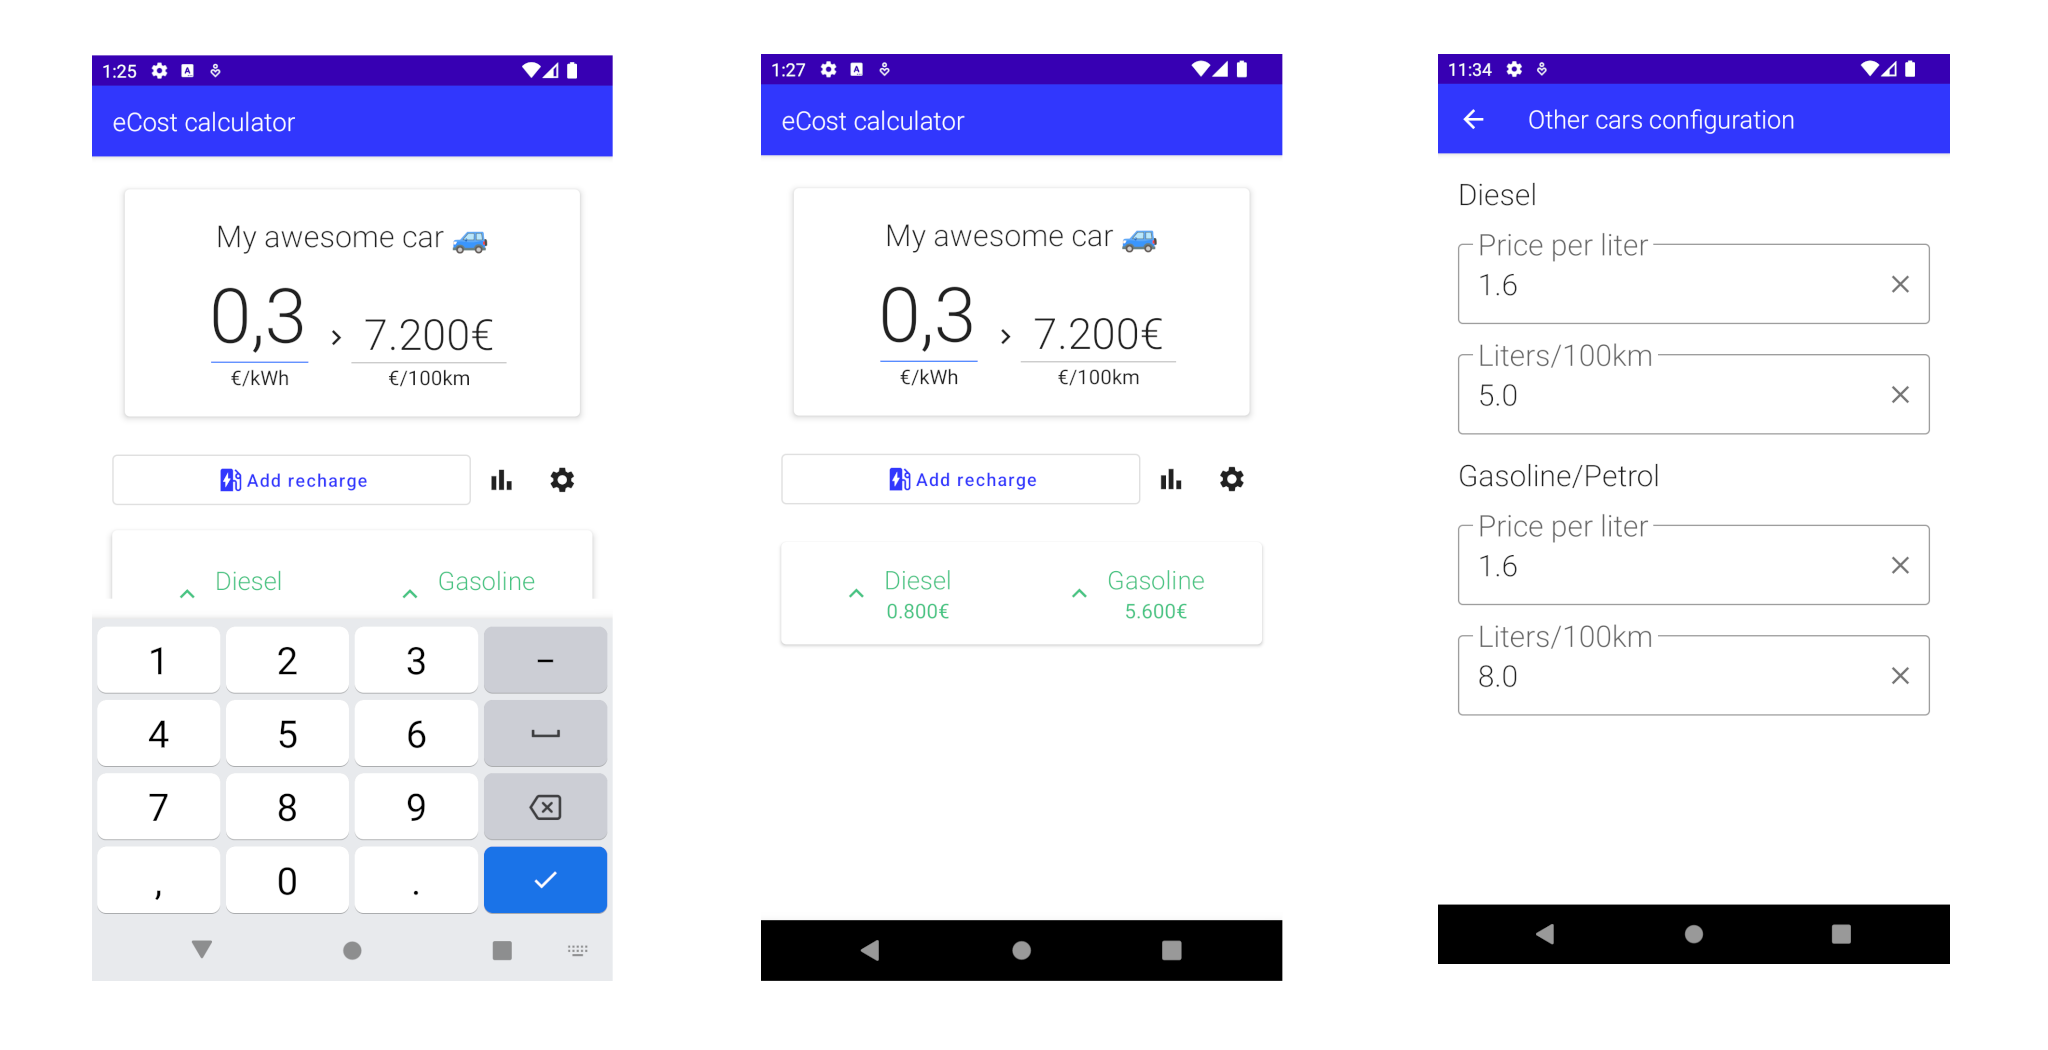 1:25
eCost calculator
My awesome car
0,3 > 7.200€
€/kWh €/100km
Add recharge
Diesel Gasoline
1 2 3 –
4 5 6
7 8 9
, 0 .
1:27
eCost calculator
My awesome car
0,3 > 7.200€
€/kWh €/100km
Add recharge
Diesel Gasoline
0.800€ 5.600€
11:34
Other cars configuration
Diesel
Price per liter
1.6
Liters/100km
5.0
Gasoline/Petrol
Price per liter
1.6
Liters/100km
8.0